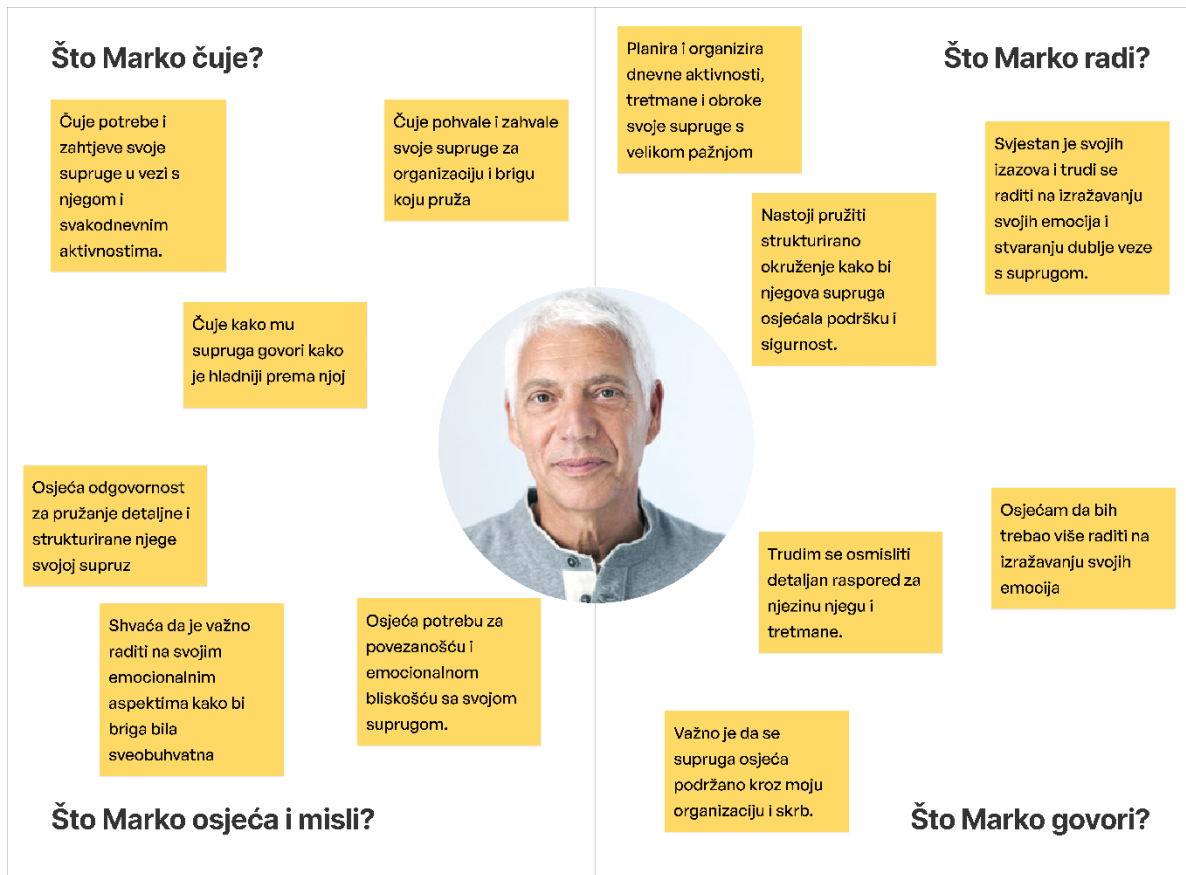 Što Marko čuje?
Čuje potrebe i
zahtjeve svoje
supruge u vezi s
njegom i
svakodnevnim
aktivnostima.
Čuje pohvale i zahvale
svoje supruge za
organizaciju i brigu
koju pruža
Čuje kako mu
supruga govori kako
je hladniji prema njoj
Što Marko radi?
Planira i organizira
dnevne aktivnosti,
tretmane i obroke
svoje supruge s
velikom pažnjom
Svjestan je svojih
izazova i trudi se
raditi na izražavanju
svojih emocija i
stvaranju dublje veze
s suprugom.
Nastoji pružiti
strukturirano
okruženje kako bi
njegova supruga
osjećala podršku i
sigurnost.
Osjeća odgovornost
za pružanje detaljne i
strukturirane njege
svojoj supruz
Shvaća da je važno
raditi na svojim
emocionalnim
aspektima kako bi
briga bila
sveobuhvatna
Osjeća potrebu za
povezanošću i
emocionalnom
bliskošću sa svojom
suprugom.
Što Marko osjeća i misli?
Osjećam da bih
trebao više raditi na
izražavanju svojih
emocija
Trudim se osmisliti
detaljan raspored za
njezinu njegu i
tretmane.
Važno je da se
supruga osjeća
podržano kroz moju
organizaciju i skrb.
Što Marko govori?